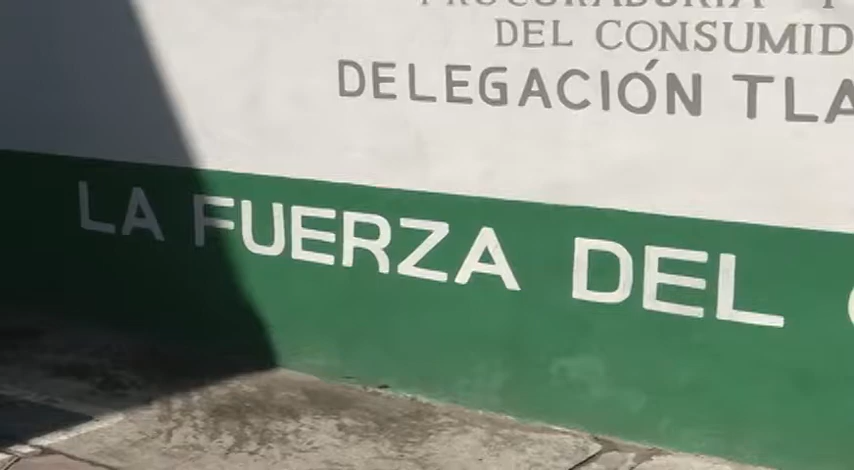 DEL CONSUMID
DELEGACIÓN TLA
LA FUERZA DEL